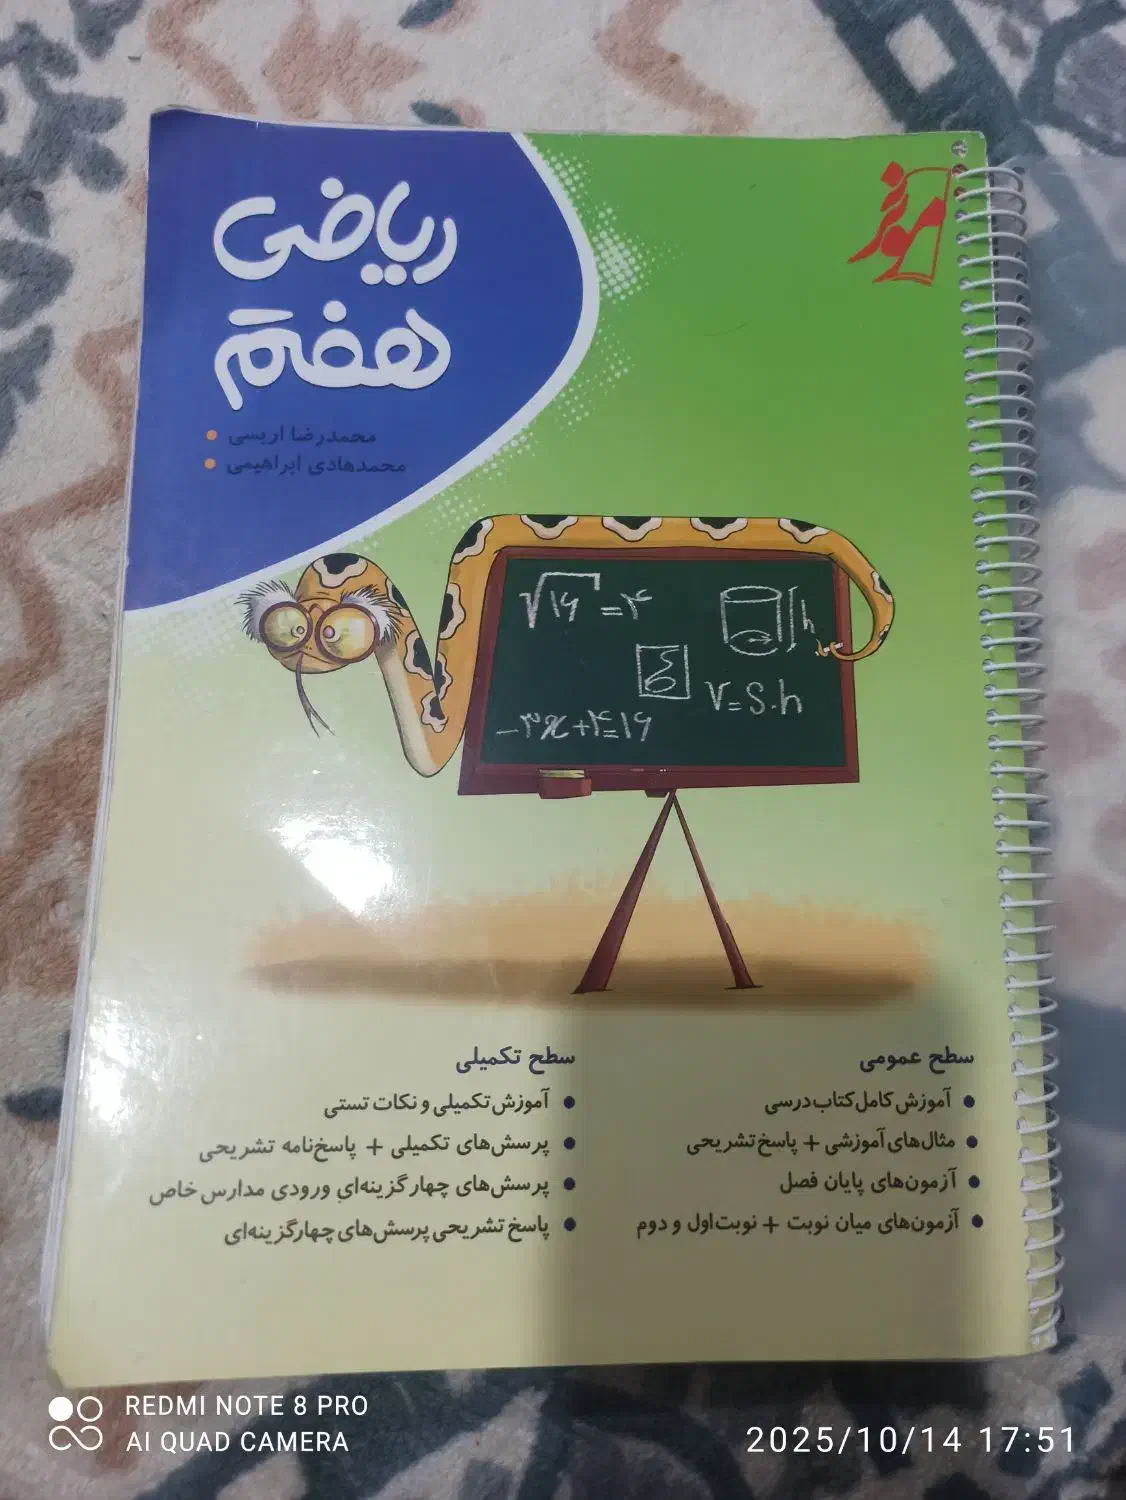 ریاضی
هفتم
محمدرضا اریسی
محمدهادی ابراهیمی
√۱۶ =۴
h
V=S.h
-۳x+۴=۱۶
سطح عمومی
آموزش کامل کتاب درسی
مثال‌های آموزشی + پاسخ تشریحی
آزمون‌های پایان فصل
آزمون‌های میان نوبت + نوبت اول و دوم
سطح تکمیلی
آموزش تکمیلی و نکات تستی
پرسش‌های تکمیلی + پاسخ‌نامه تشریحی
پرسش‌های چهارگزینه‌ای ورودی مدارس خاص
پاسخ تشریحی پرسش‌های چهارگزینه‌ای
REDMI NOTE 8 PRO
AI QUAD CAMERA
2025/10/14 17:51